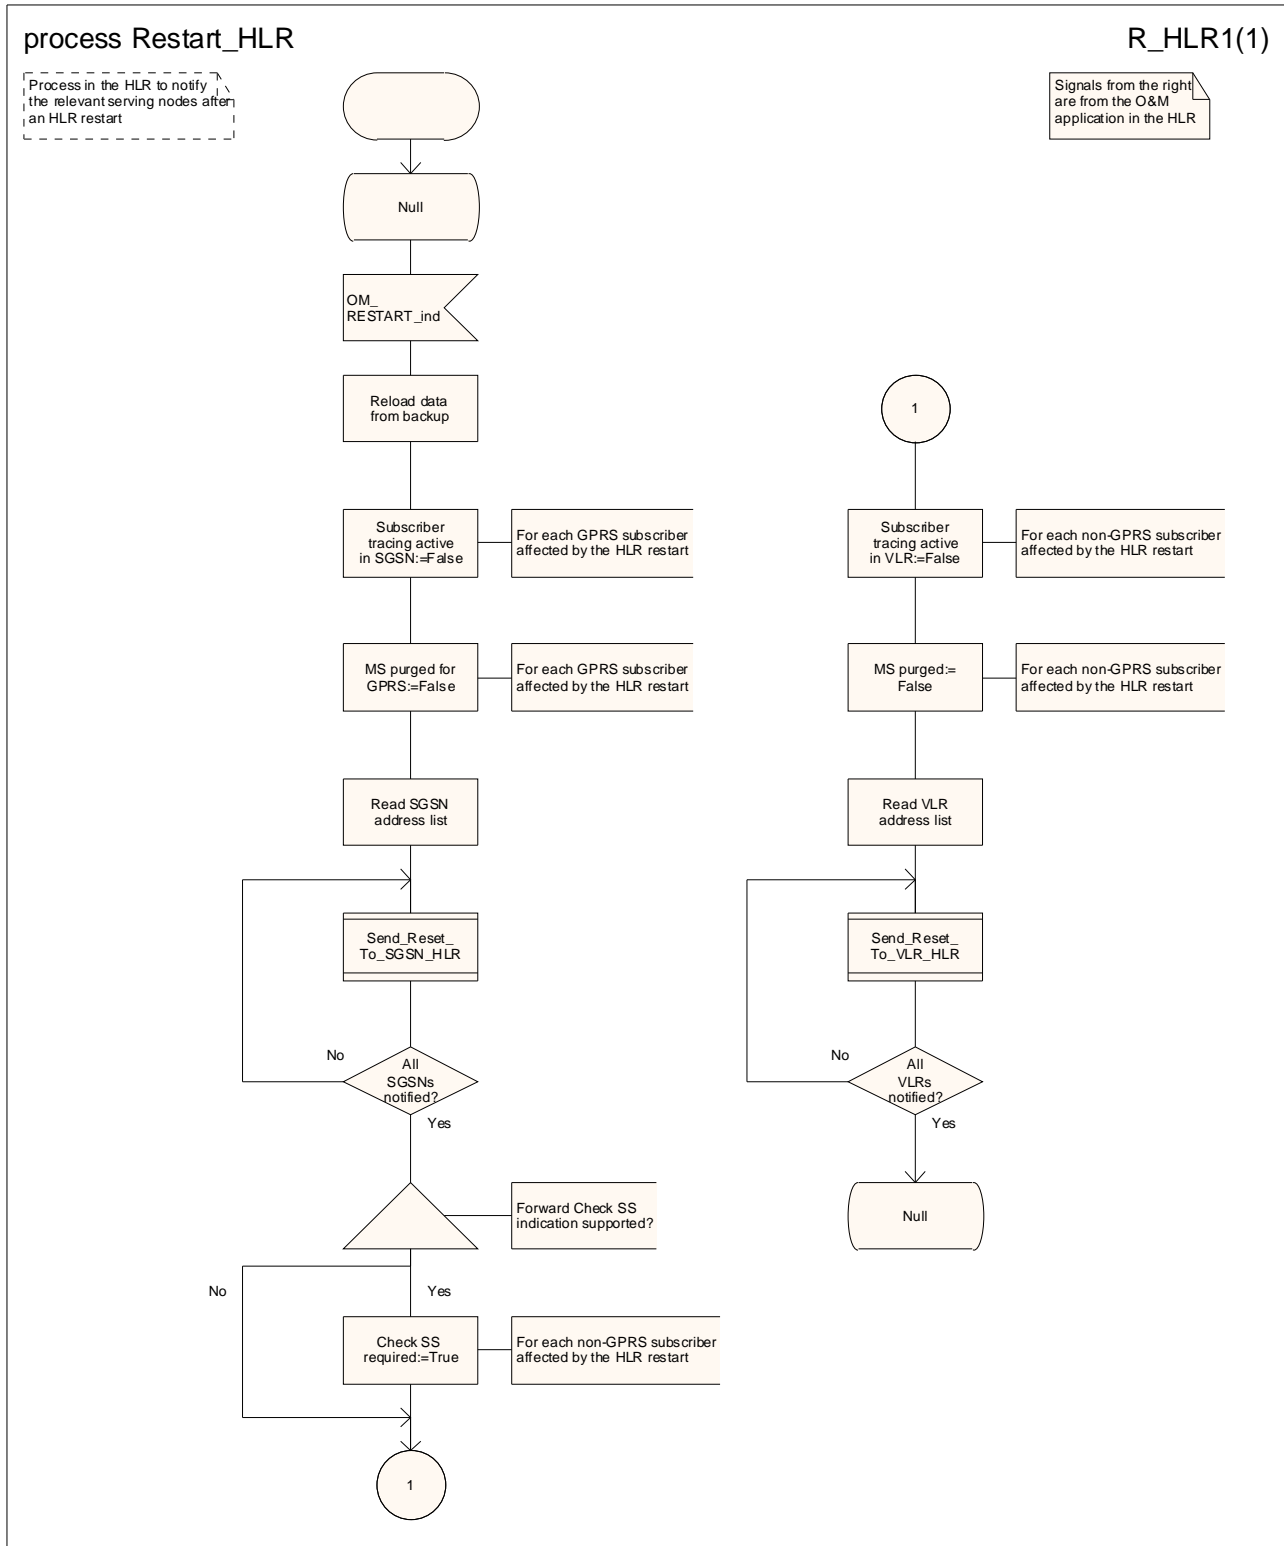 process Restart_HLR
R_HLR1(1)
Process in the HLR to notify
the relevant serving nodes after
an HLR restart
Signals from the right
are from the O&M
application in the HLR
Null
OM_
RESTART_ind
Reload data
from backup
Subscriber
tracing active
in SGSN:=False
For each GPRS subscriber
affected by the HLR restart
MS purged for
GPRS:=False
For each GPRS subscriber
affected by the HLR restart
Read SGSN
address list
Send_Reset_
To_SGSN_HLR
No
All
SGSNs
notified?
Yes
Forward Check SS
indication supported?
No
Yes
Check SS
required:=True
For each non-GPRS subscriber
affected by the HLR restart
1
1
Subscriber
tracing active
in VLR:=False
For each non-GPRS subscriber
affected by the HLR restart
MS purged:=
False
For each non-GPRS subscriber
affected by the HLR restart
Read VLR
address list
Send_Reset_
To_VLR_HLR
No
All
VLRs
notified?
Yes
Null